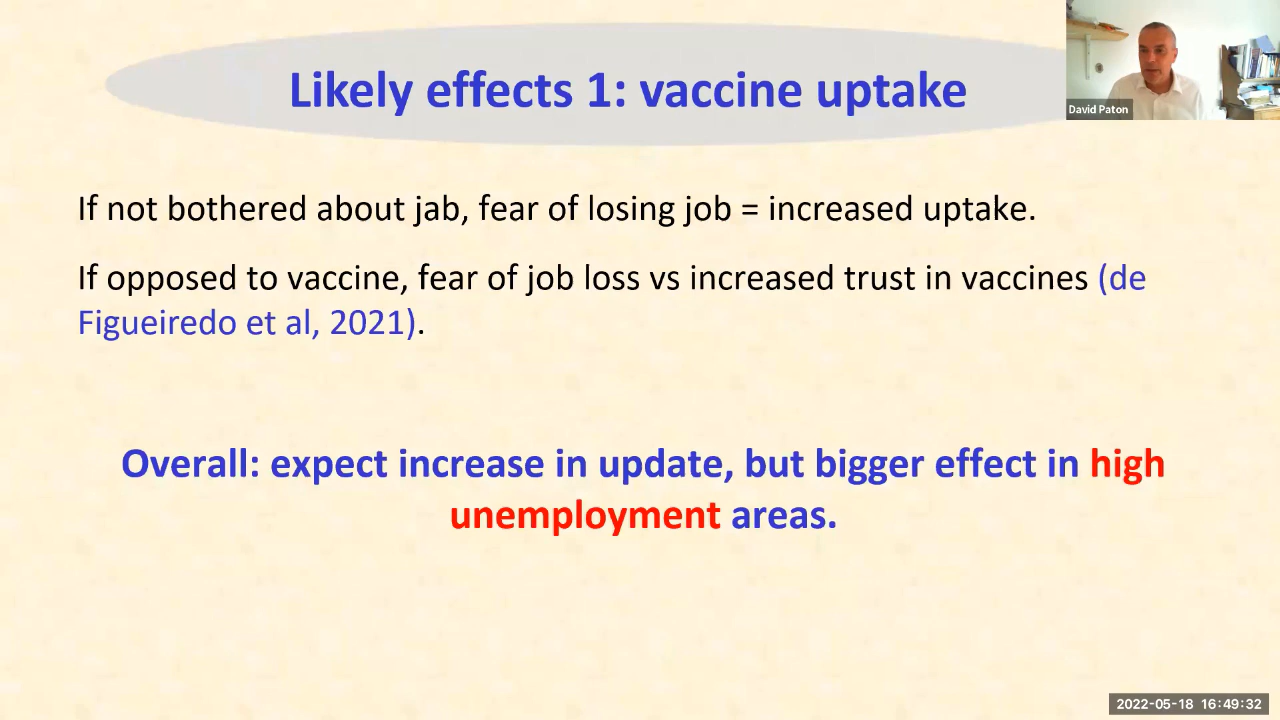 Likely effects 1: vaccine uptake
David Paton
If not bothered about jab, fear of losing job = increased uptake.
If opposed to vaccine, fear of job loss vs increased trust in vaccines (de
Figueiredo et al, 2021).
Overall: expect increase in update, but bigger effect in high
unemployment areas.
2022-05-18 16:49:32